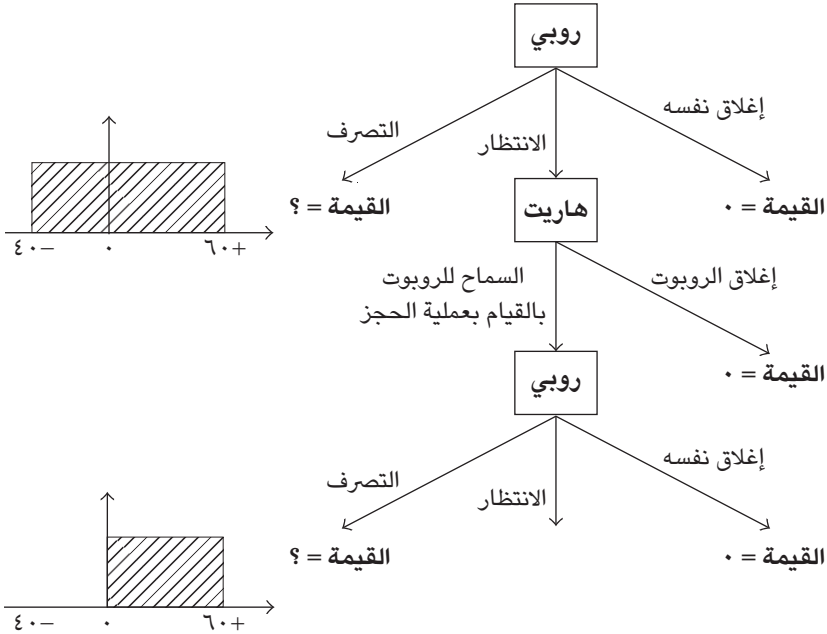 روبي
إغلاق نفسه
الانتظار
التصرف
القيمة = ٠
هاريت
القيمة = ؟
−٤٠
٠
+٦٠
إغلاق الروبوت
السماح للروبوت
بالقيام بعملية الحجز
القيمة = ٠
روبي
إغلاق نفسه
الانتظار
التصرف
القيمة = ٠
القيمة = ؟
−٤٠
٠
+٦٠